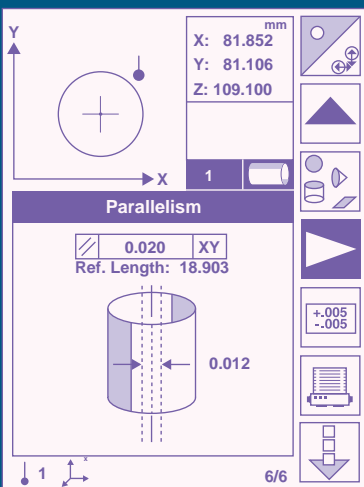 Y
mm
X: 81.852
Y: 81.106
Z: 109.100
X
1
Parallelism
0.020 XY
Ref. Length: 18.903
+.005
-.005
0.012
1
x
6/6